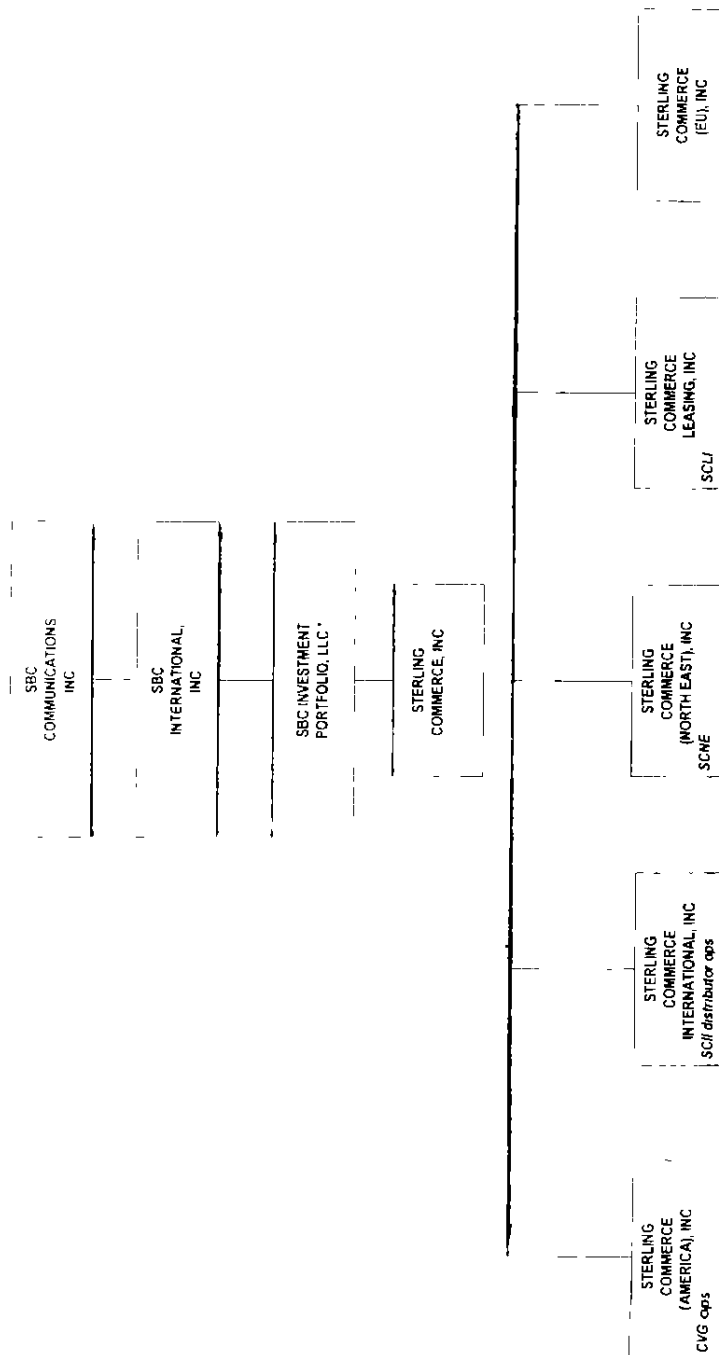 SBC
COMMUNICATIONS
INC
SBC
INTERNATIONAL,
INC
SBC INVESTMENT
PORTFOLIO, LLC *
STERLING
COMMERCE, INC
STERLING
COMMERCE
(AMERICA), INC
CVG ops
STERLING
COMMERCE
INTERNATIONAL, INC
SCII distributor ops
STERLING
COMMERCE
(NORTH EAST), INC
SCNE
STERLING
COMMERCE
LEASING, INC
SCLI
STERLING
COMMERCE
(EU), INC